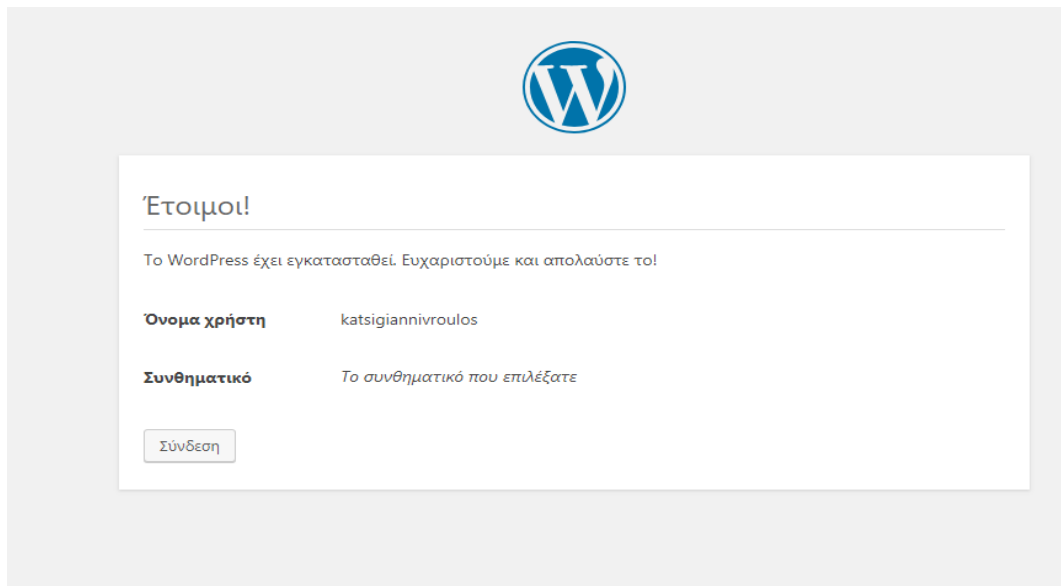 Έτοιμοι!
Το WordPress έχει εγκατασταθεί. Ευχαριστούμε και απολαύστε το!
Όνομα χρήστη katsigiannivroulos
Συνθηματικό Το συνθηματικό που επιλέξατε
Σύνδεση